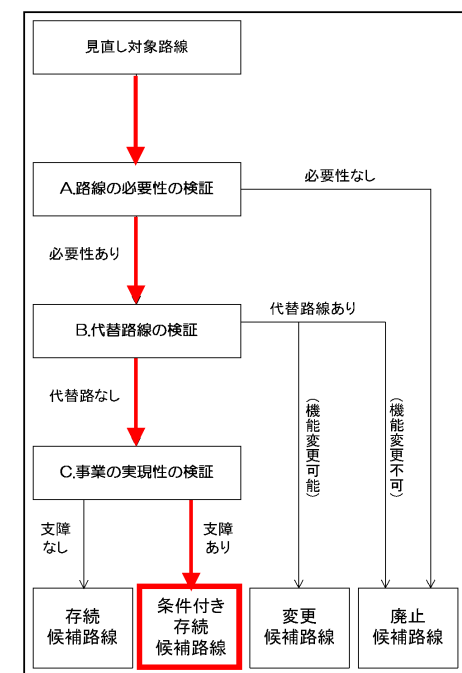 見直し対象路線
必要性なし
A.路線の必要性の検証
必要性あり
代替路線あり
B.代替路線の検証
代替路なし
（機能変更可能）
（機能変更不可）
C.事業の実現性の検証
支障
なし
支障
あり
存続
候補路線
条件付き
存続
候補路線
変更
候補路線
廃止
候補路線